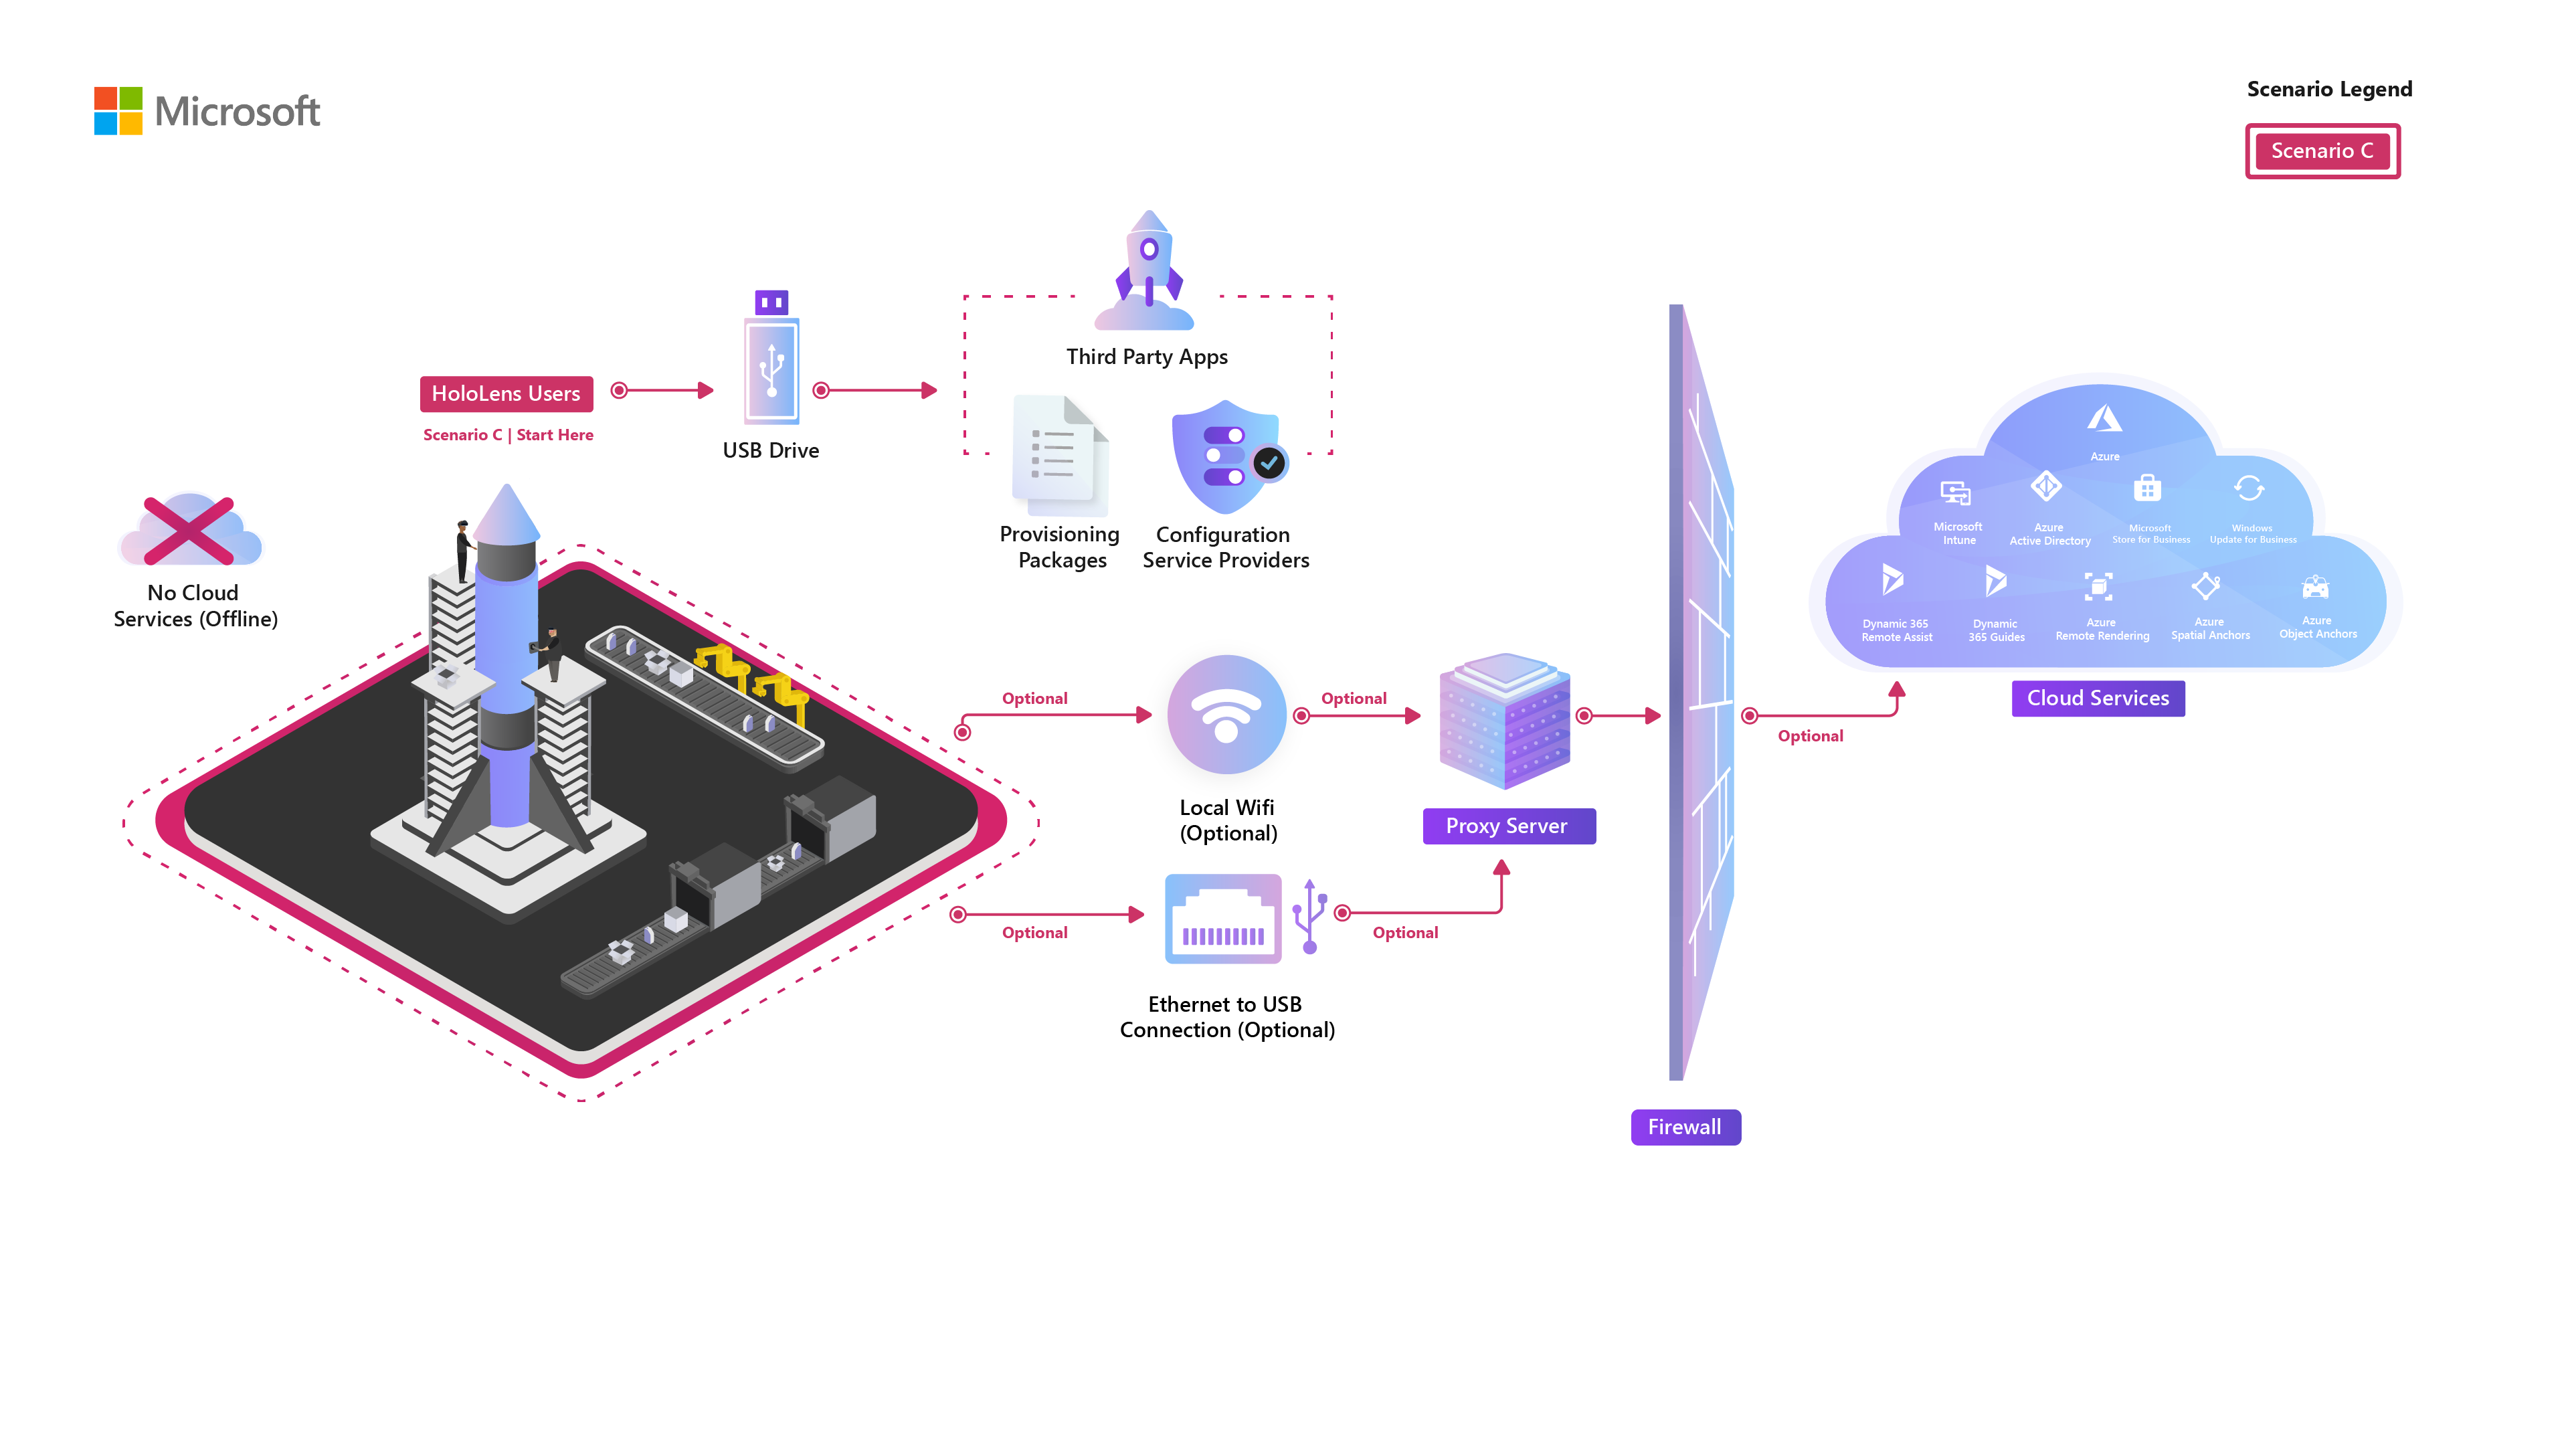 Microsoft
Scenario Legend
Scenario C
Third Party Apps
HoloLens Users
Scenario C | Start Here
USB Drive
Provisioning
Packages
Configuration
Service Providers
No Cloud
Services (Offline)
Azure
Microsoft
Intune
Azure
Active Directory
Microsoft
Store for Business
Windows
Update for Business
Dynamic 365
Remote Assist
Dynamic
365 Guides
Azure
Remote Rendering
Azure
Spatial Anchors
Azure
Object Anchors
Cloud Services
Optional
Optional
Optional
Local Wifi
(Optional)
Proxy Server
Optional
Optional
Ethernet to USB
Connection (Optional)
Firewall